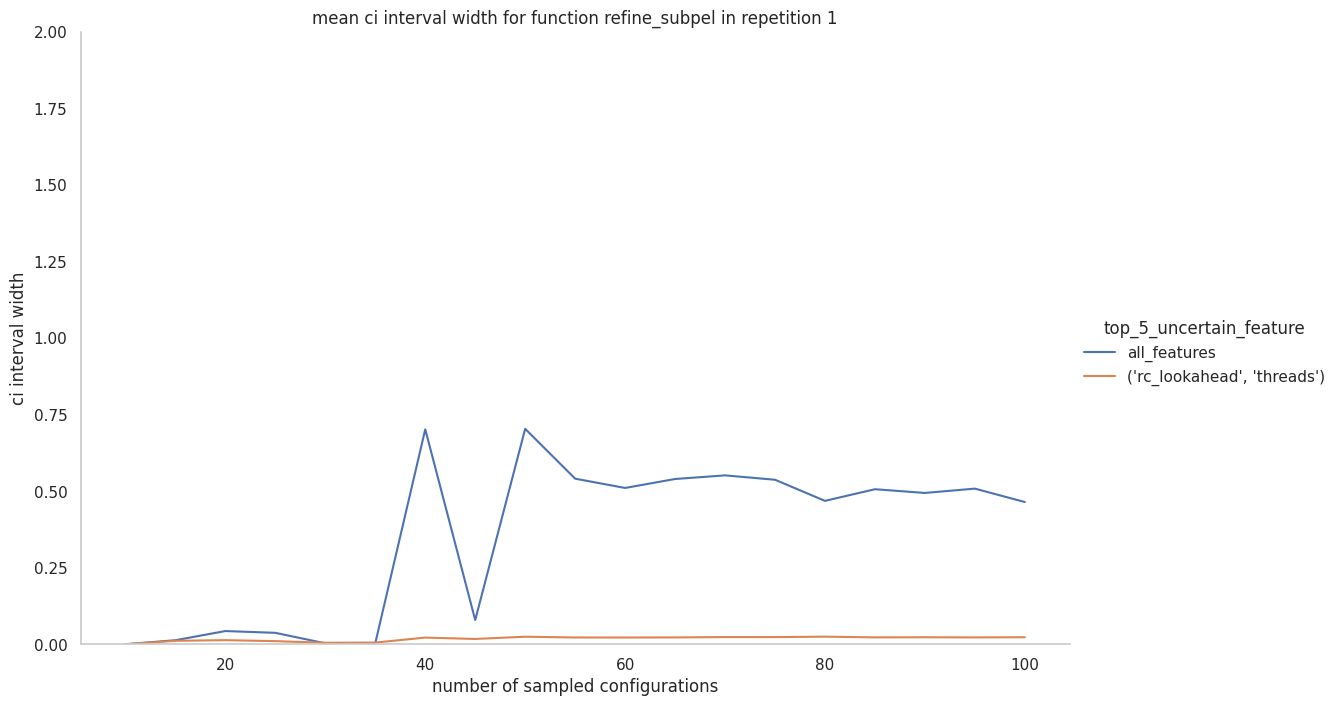 mean ci interval width for function refine_subpel in repetition 1
2.00
1.75
1.50
1.25
1.00
0.75
0.50
0.25
0.00
ci interval width
20
40
60
80
100
number of sampled configurations
top_5_uncertain_feature
all_features
('rc_lookahead', 'threads')